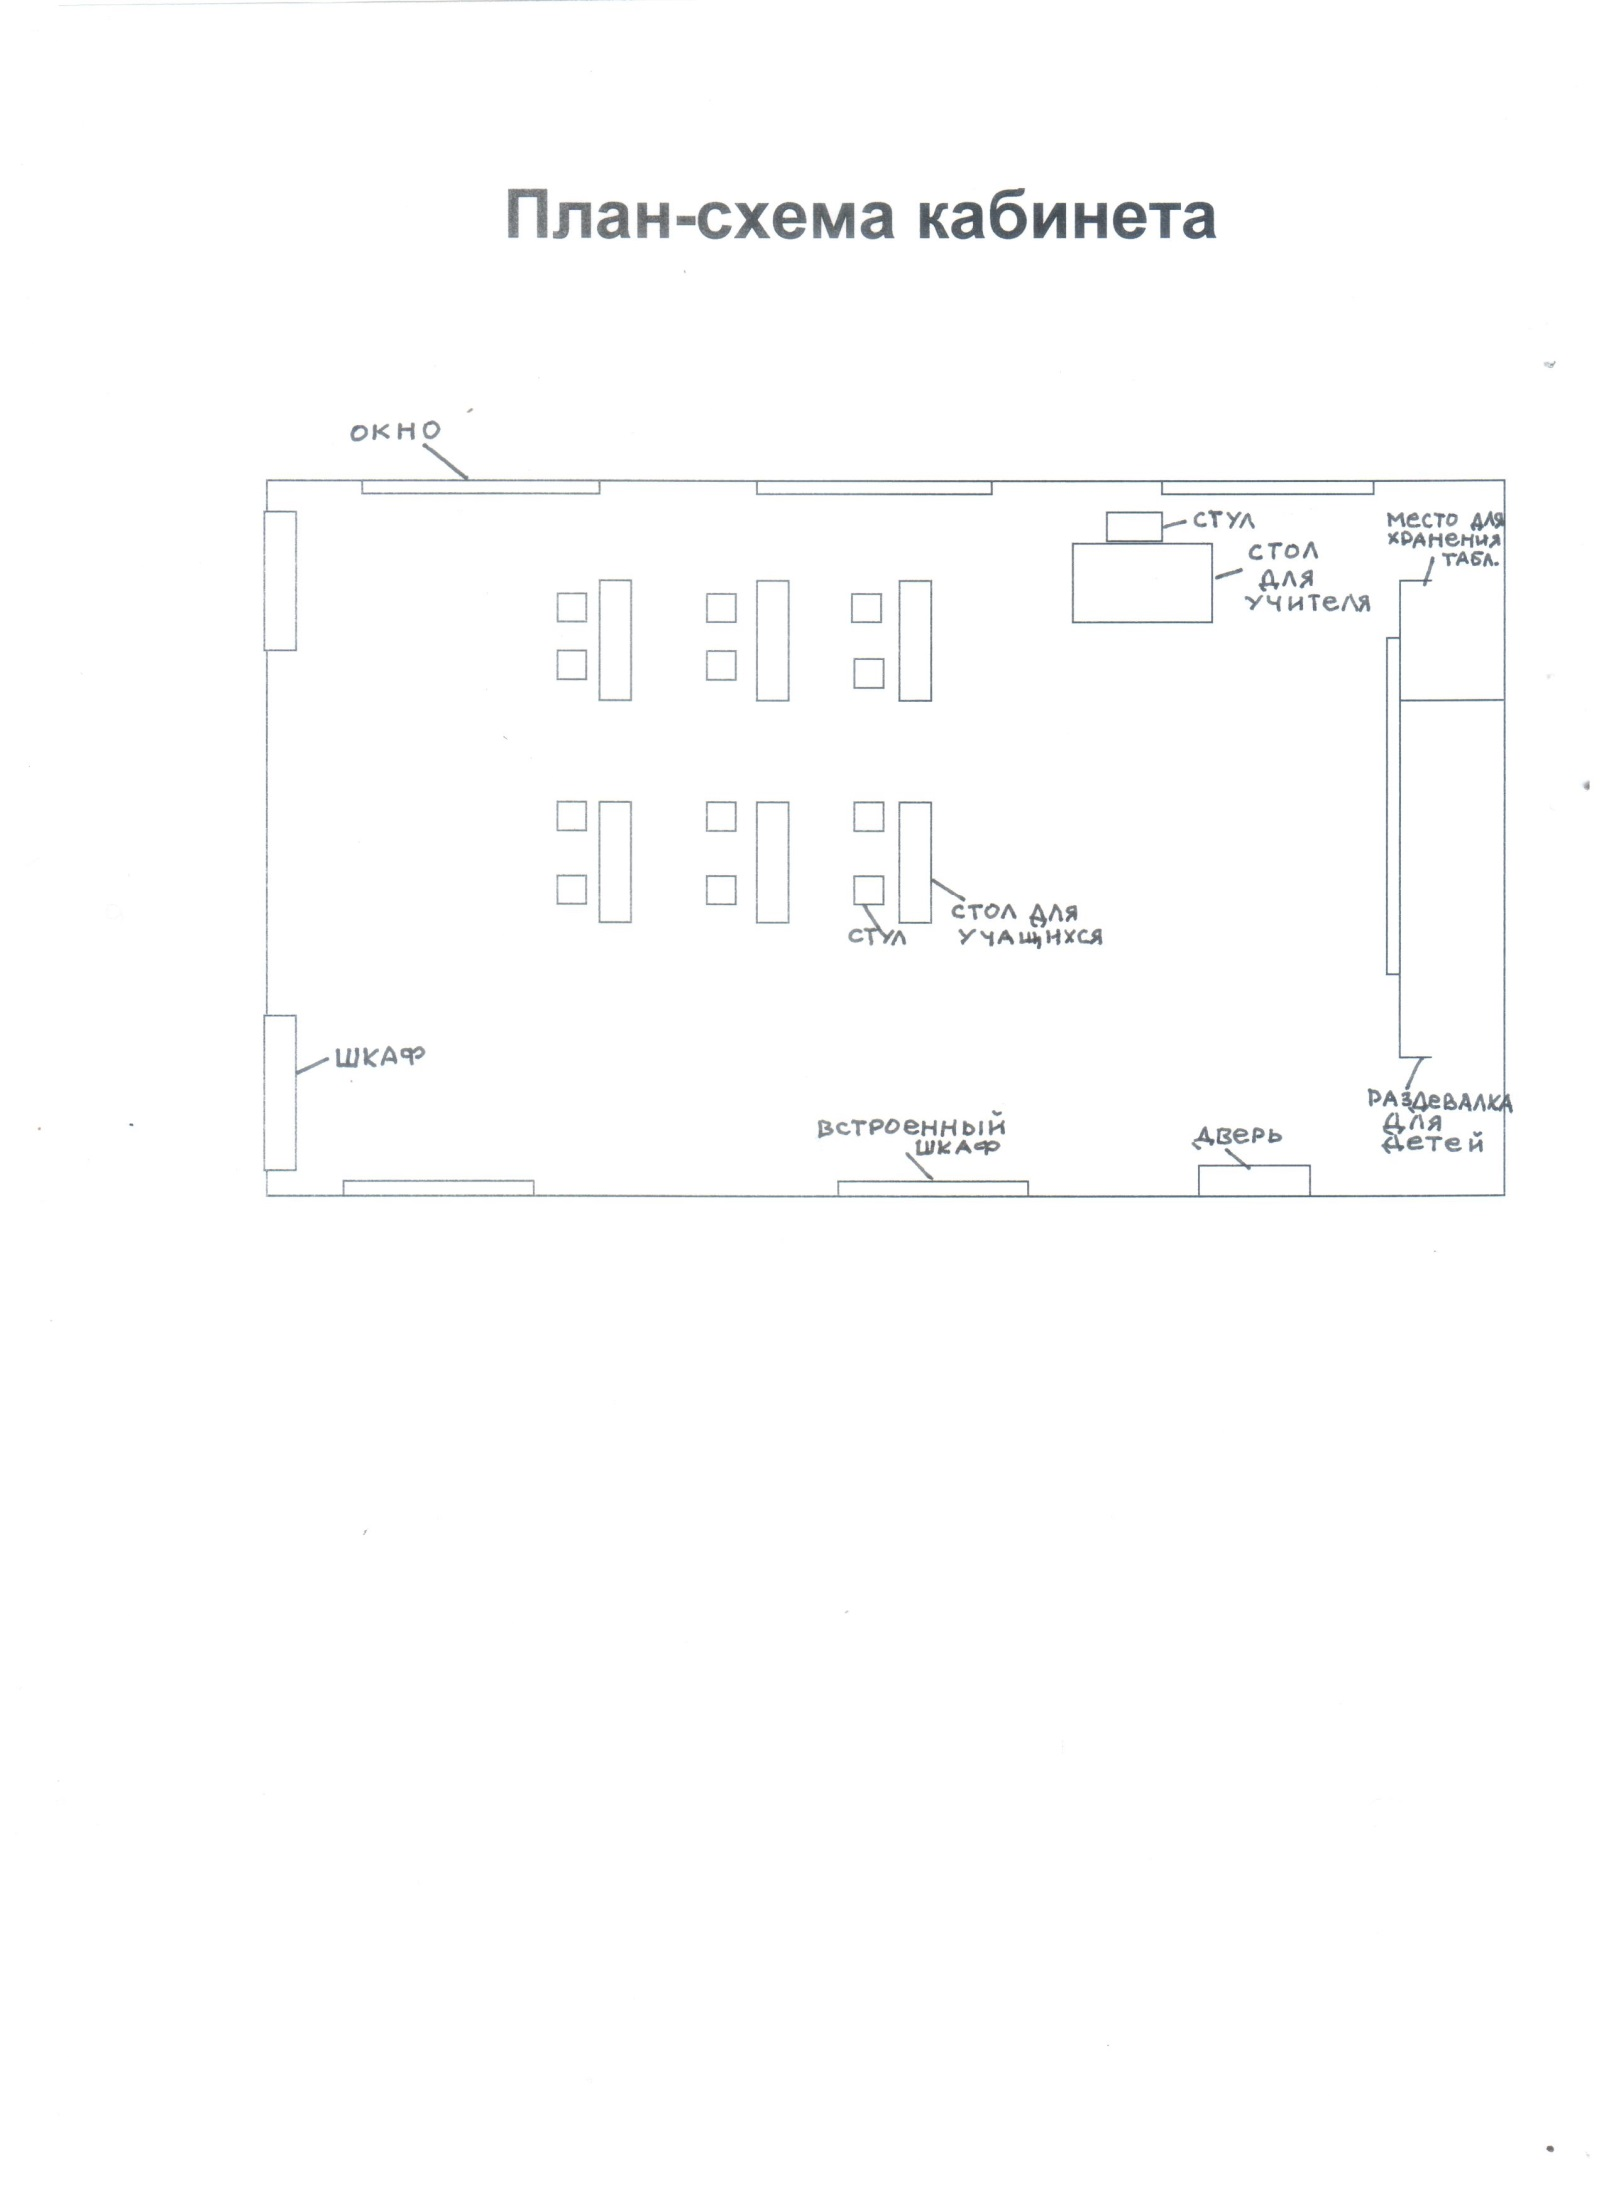 План-схема кабинета
ОКНО
СТУЛ
СТОЛ
ДЛЯ
УЧИТЕЛЯ
МЕСТО ДЛЯ
ХРАНЕНИЯ
ТАБЛ.
СТУЛ
СТОЛ ДЛЯ
УЧАЩИХСЯ
ШКАФ
ВСТРОЕННЫЙ
ШКАФ
ДВЕРЬ
РАЗДЕВАЛКА
ДЛЯ
ДЕТЕЙ